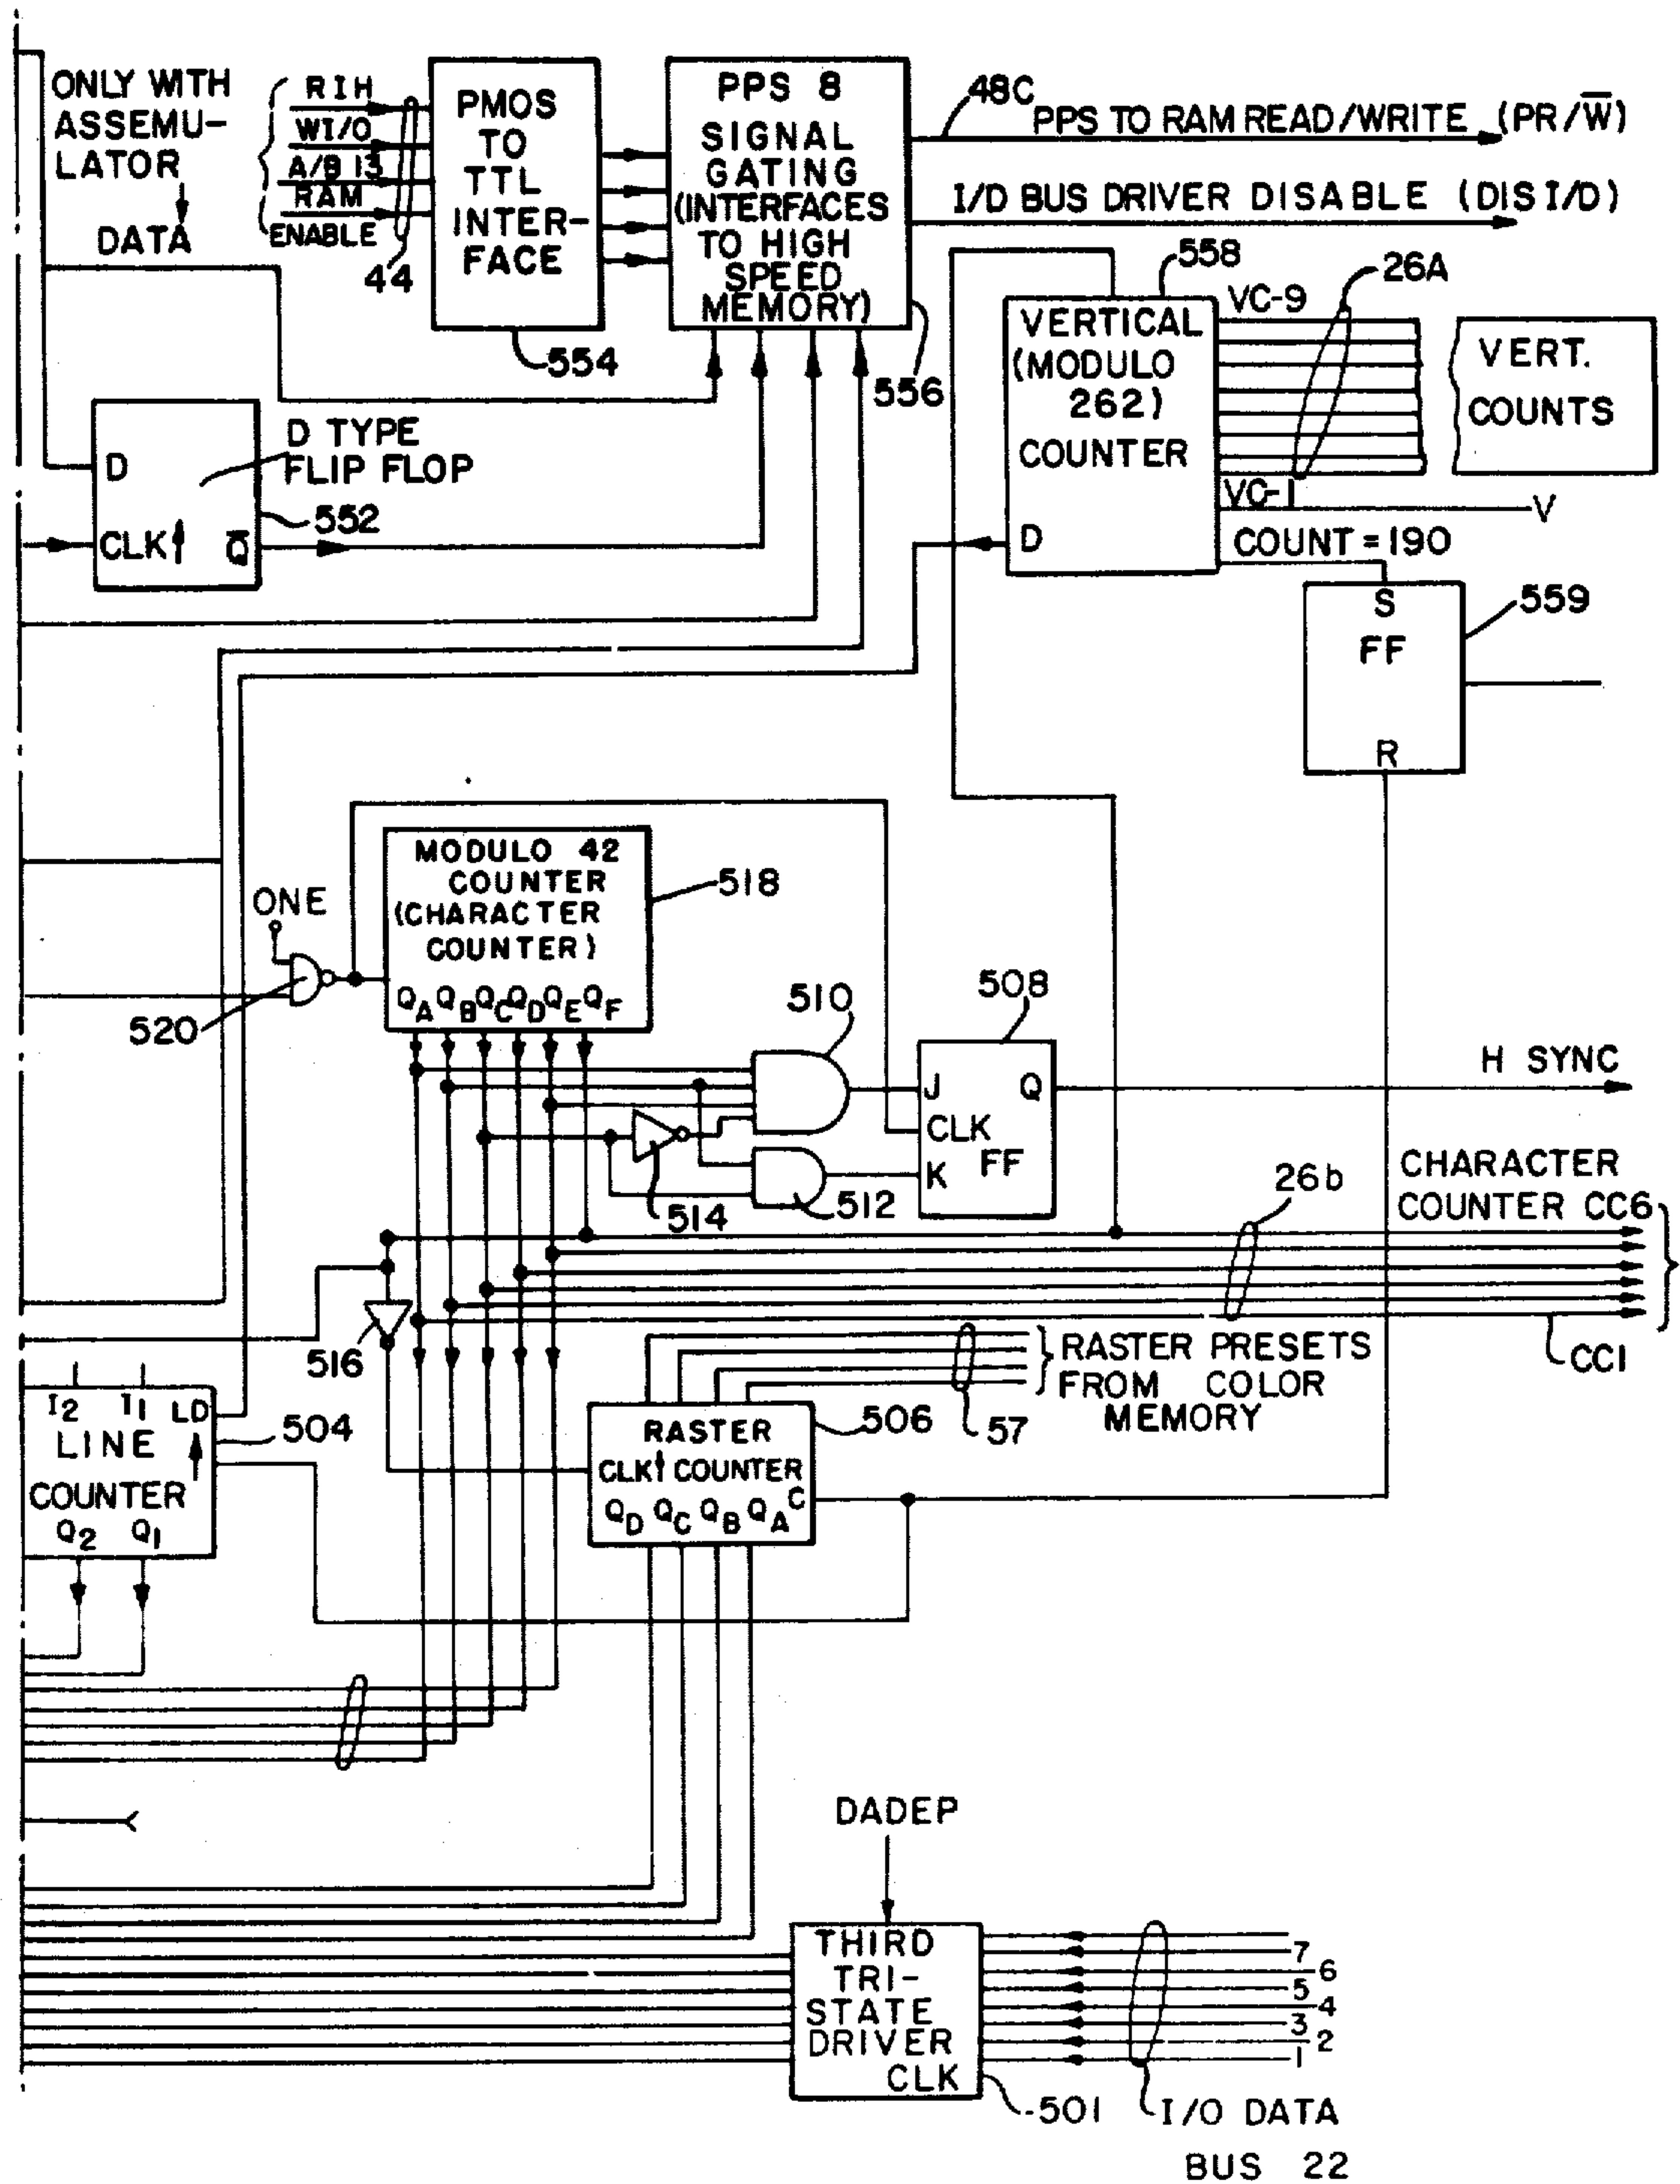 ONLY WITH
ASSEMU-
LATOR
DATA
RIH
WI/O
A/B 13
RAM
ENABLE
44
PMOS
TO
TTL
INTER-
FACE
554
PPS 8
SIGNAL
GATING
(INTERFACES
TO HIGH
SPEED
MEMORY)
556
48C
PPS TO RAM READ/WRITE (PR/W̅)
I/D BUS DRIVER DISABLE (DIS I/D)
558
26A
VERTICAL
(MODULO
262)
COUNTER
D
VC-9
VC-1
VERT.
COUNTS
V
COUNT = 190
S
FF
R
559
D TYPE
FLIP FLOP
D
CLK↑
Q̅
552
ONE
520
MODULO 42
COUNTER
(CHARACTER
COUNTER)
QA QB QC QD QE QF
518
510
508
J Q
CLK
FF
K
H SYNC
514
512
26b
CHARACTER
COUNTER CC6
CC1
516
RASTER PRESETS
FROM COLOR
MEMORY
57
I2 I1 LD
LINE
COUNTER
Q2 Q1
504
RASTER
CLK↑ COUNTER
QD QC QB QA C
506
DADEP
THIRD
TRI-
STATE
DRIVER
CLK
501
7
6
5
4
3
2
1
I/O DATA
BUS 22